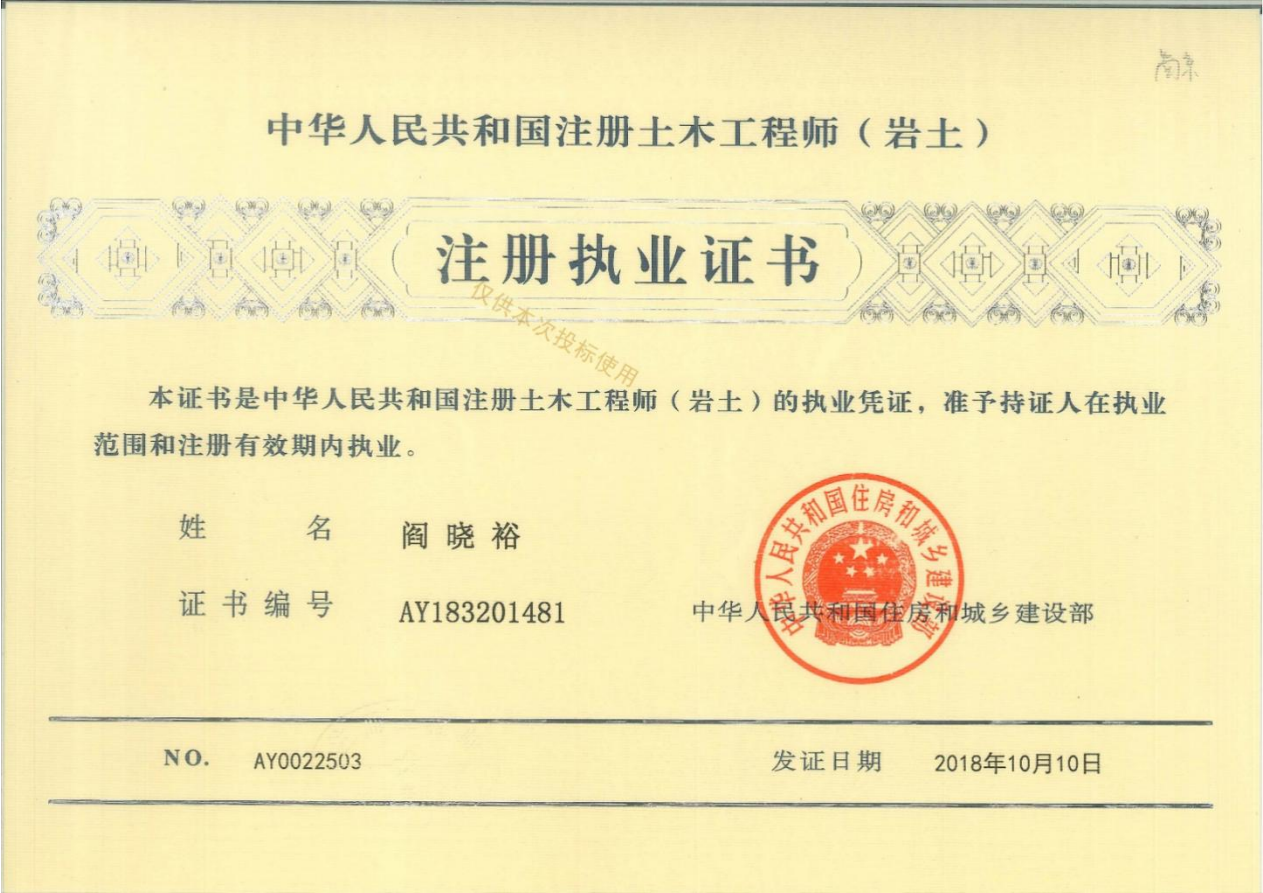 南京
中华人民共和国注册土木工程师（岩土）
注册执业证书
仅供本次投标使用
本证书是中华人民共和国注册土木工程师（岩土）的执业凭证，准予持证人在执业
范围和注册有效期内执业。
姓 名 阎晓裕
证书编号 AY183201481
中华人民共和国住房和城乡建设部
中华人民共和国住房和城乡建设部
NO. AY0022503
发证日期 2018年10月10日